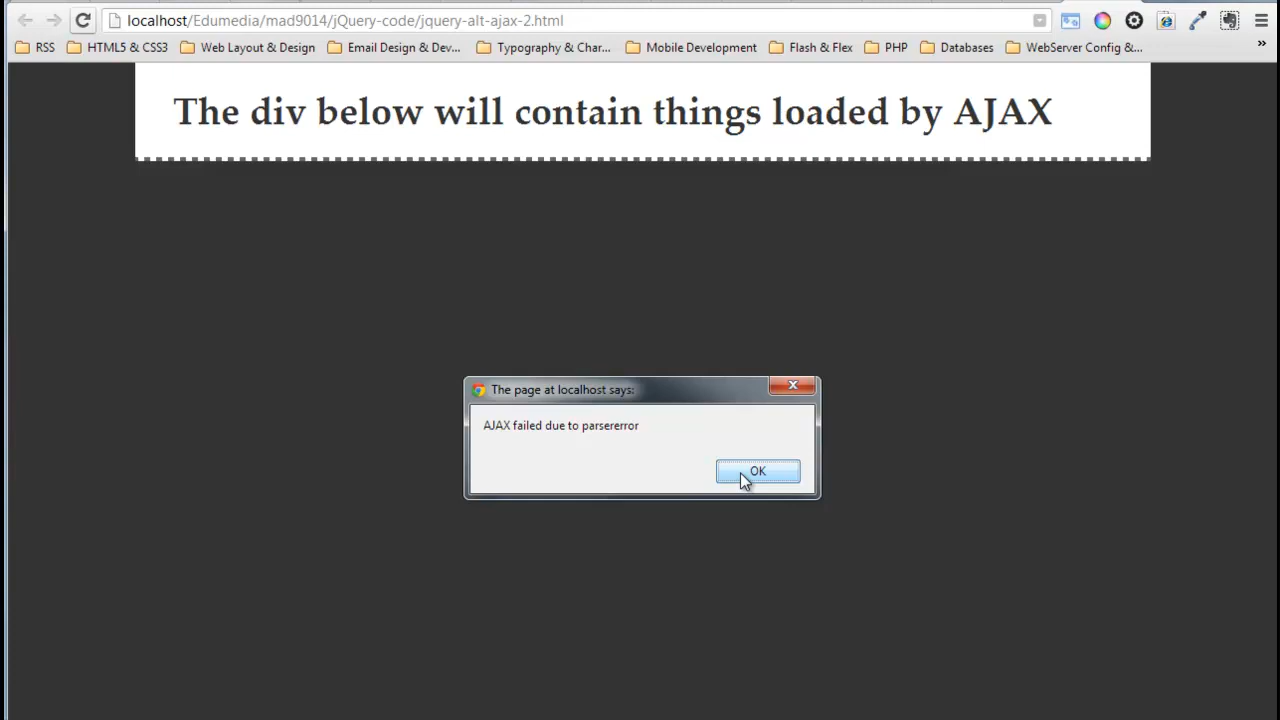 localhost/Edumedia/mad9014/jQuery-code/jquery-alt-ajax-2.html
RSS HTML5 & CSS3 Web Layout & Design Email Design & Dev... Typography & Char... Mobile Development Flash & Flex PHP Databases WebServer Config &... »
The div below will contain things loaded by AJAX
The page at localhost says:
AJAX failed due to parsererror
OK